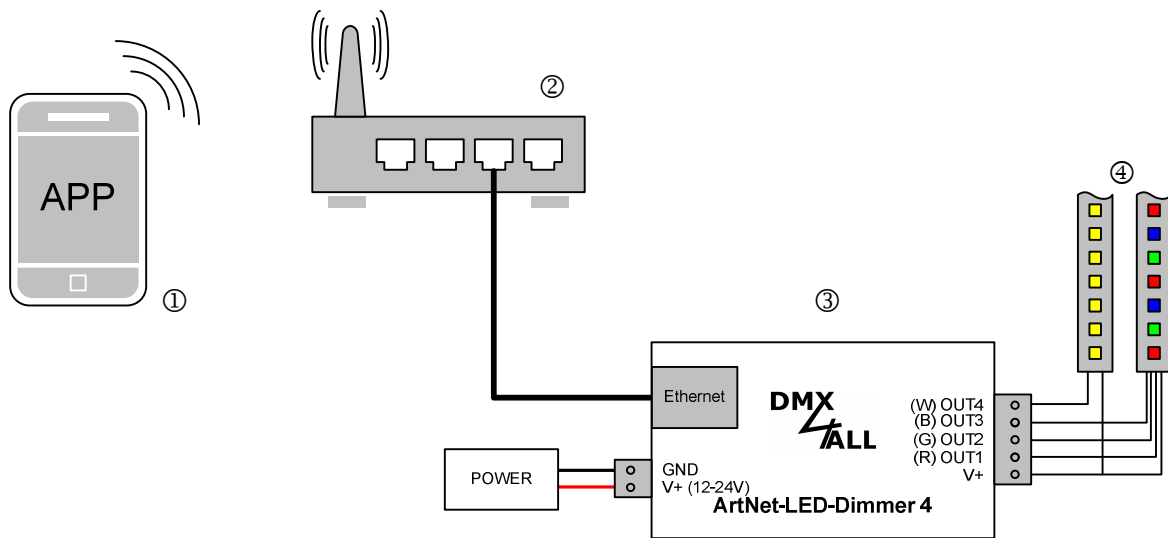 APP
①
②
③
④
Ethernet
DMX
4
ALL
(W) OUT4
(B) OUT3
(G) OUT2
(R) OUT1
V+
POWER
GND
V+ (12-24V)
ArtNet-LED-Dimmer 4